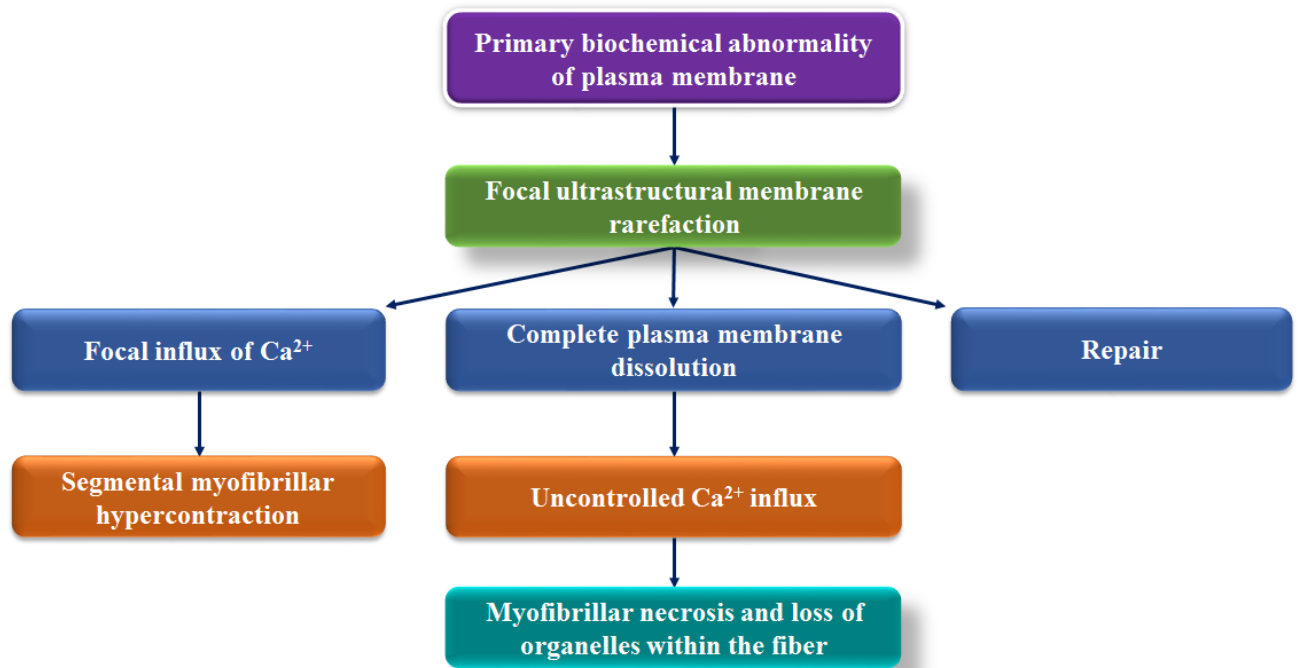 Primary biochemical abnormality
of plasma membrane
Focal ultrastructural membrane
rarefaction
Focal influx of Ca²⁺
Complete plasma membrane
dissolution
Repair
Segmental myofibrillar
hypercontraction
Uncontrolled Ca²⁺ influx
Myofibrillar necrosis and loss of
organelles within the fiber